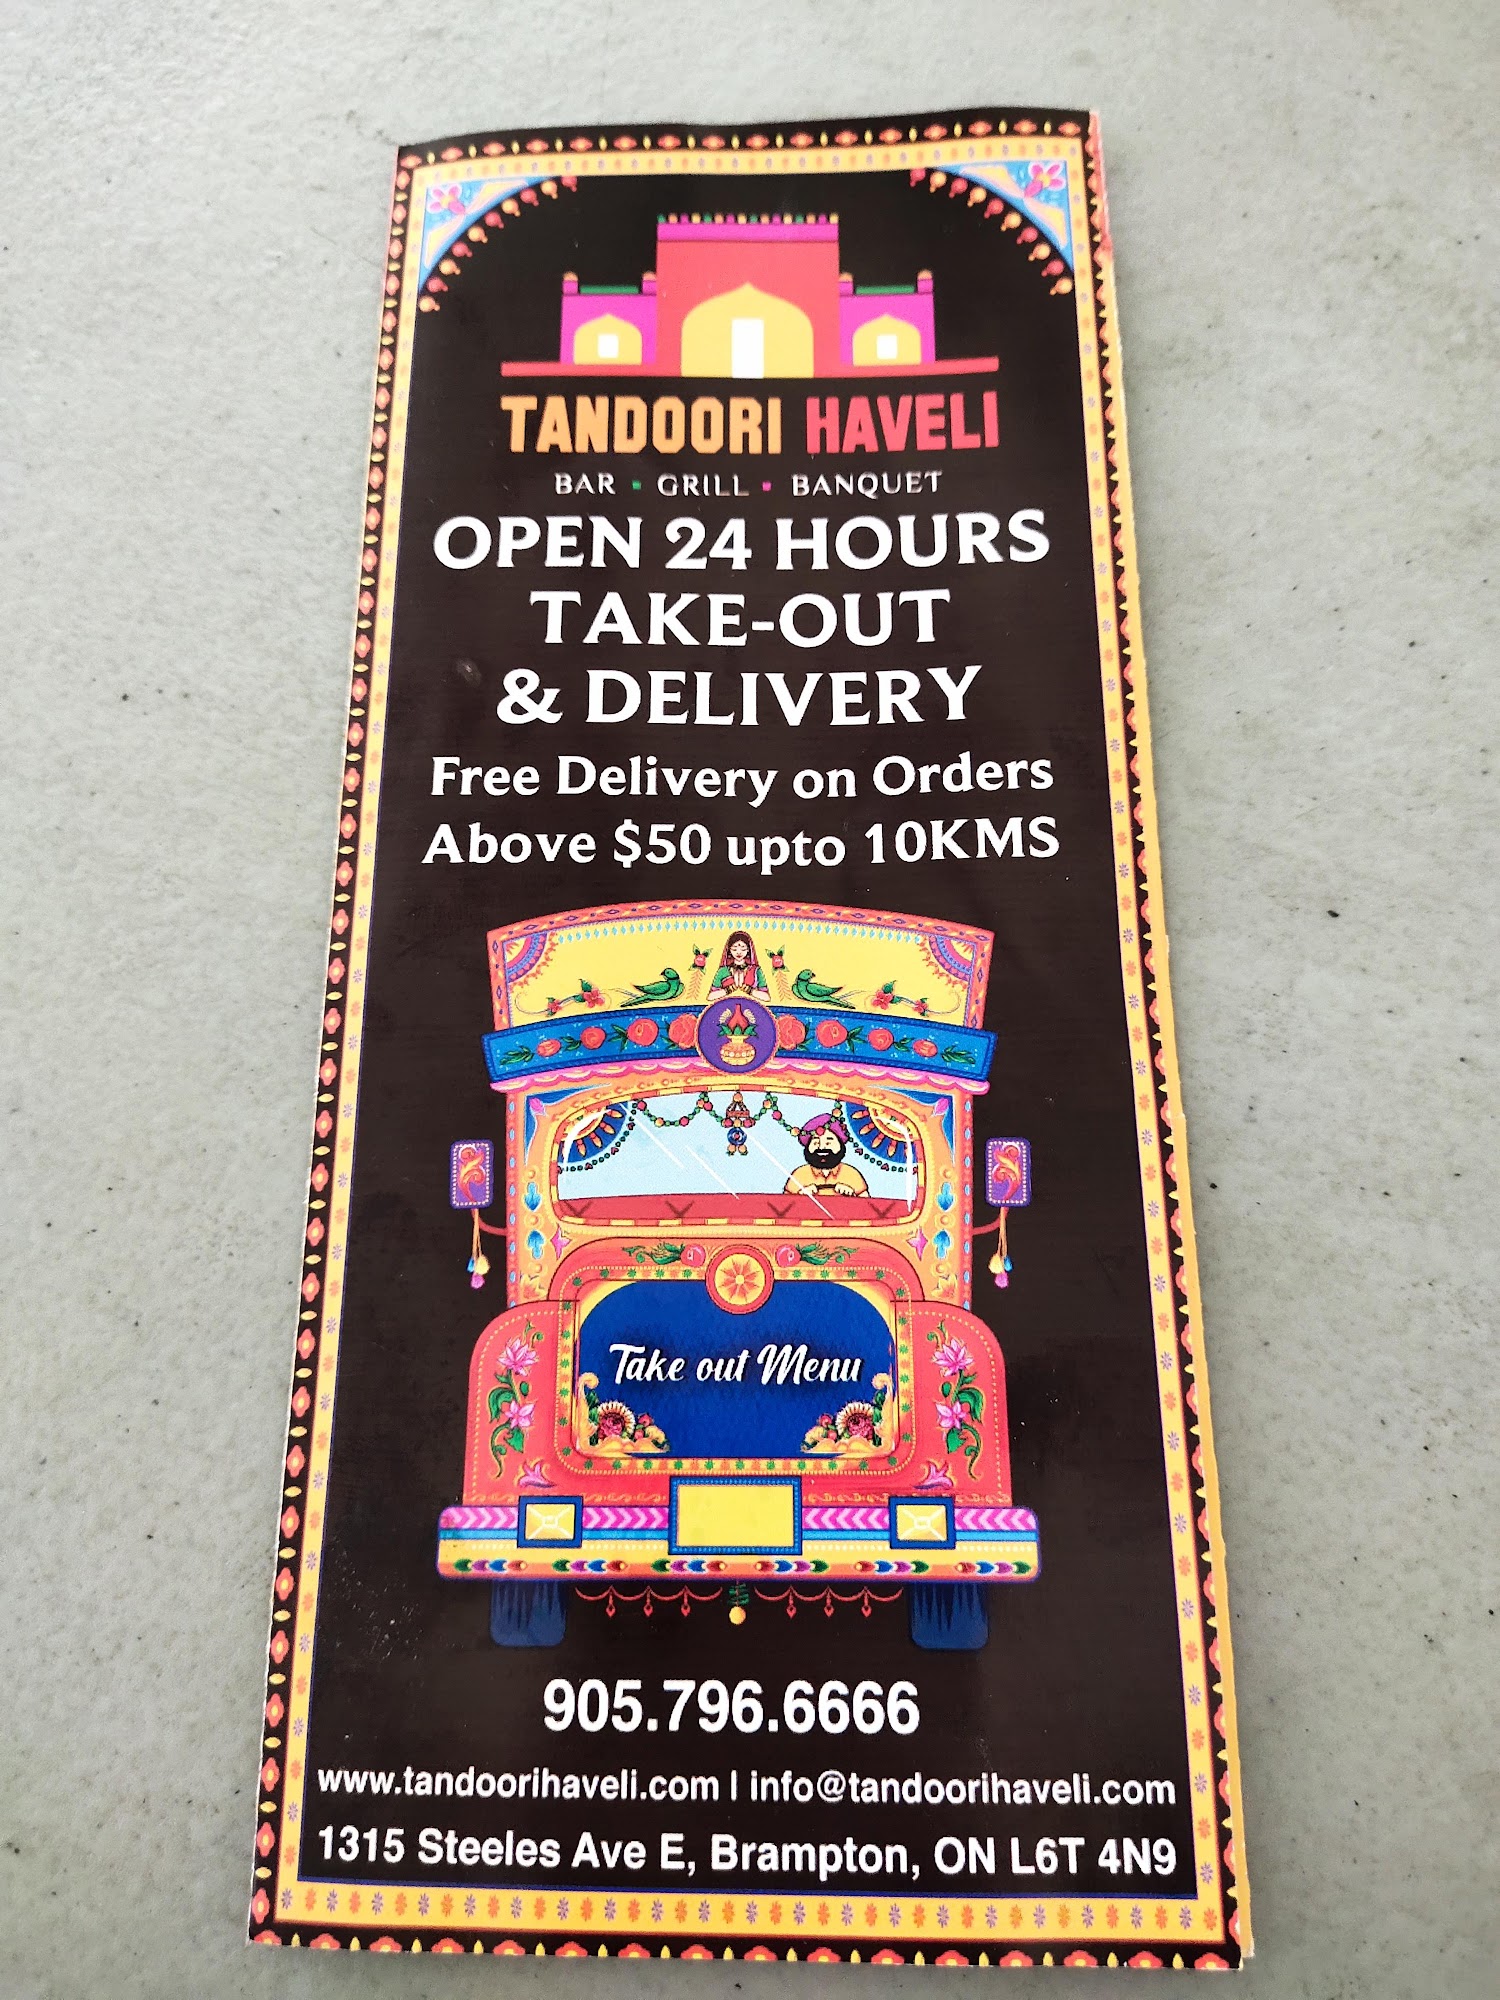 TANDOORI HAVELI
BAR • GRILL • BANQUET
OPEN 24 HOURS
TAKE-OUT
& DELIVERY
Free Delivery on Orders
Above $50 upto 10KMS
Take out Menu
905.796.6666
www.tandoorihaveli.com | info@tandoorihaveli.com
1315 Steeles Ave E, Brampton, ON L6T 4N9